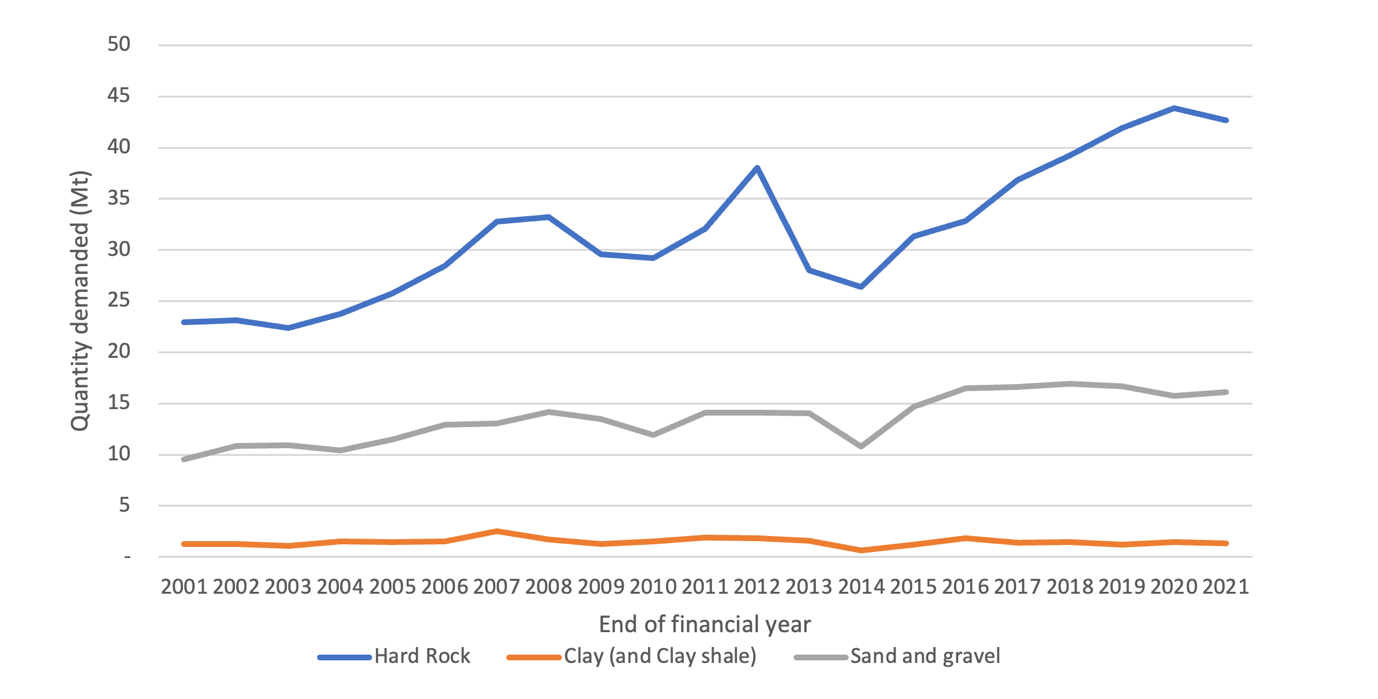 50
45
40
35
30
25
20
15
10
5
-
Quantity demanded (Mt)
2001 2002 2003 2004 2005 2006 2007 2008 2009 2010 2011 2012 2013 2014 2015 2016 2017 2018 2019 2020 2021
End of financial year
Hard Rock Clay (and Clay shale) Sand and gravel